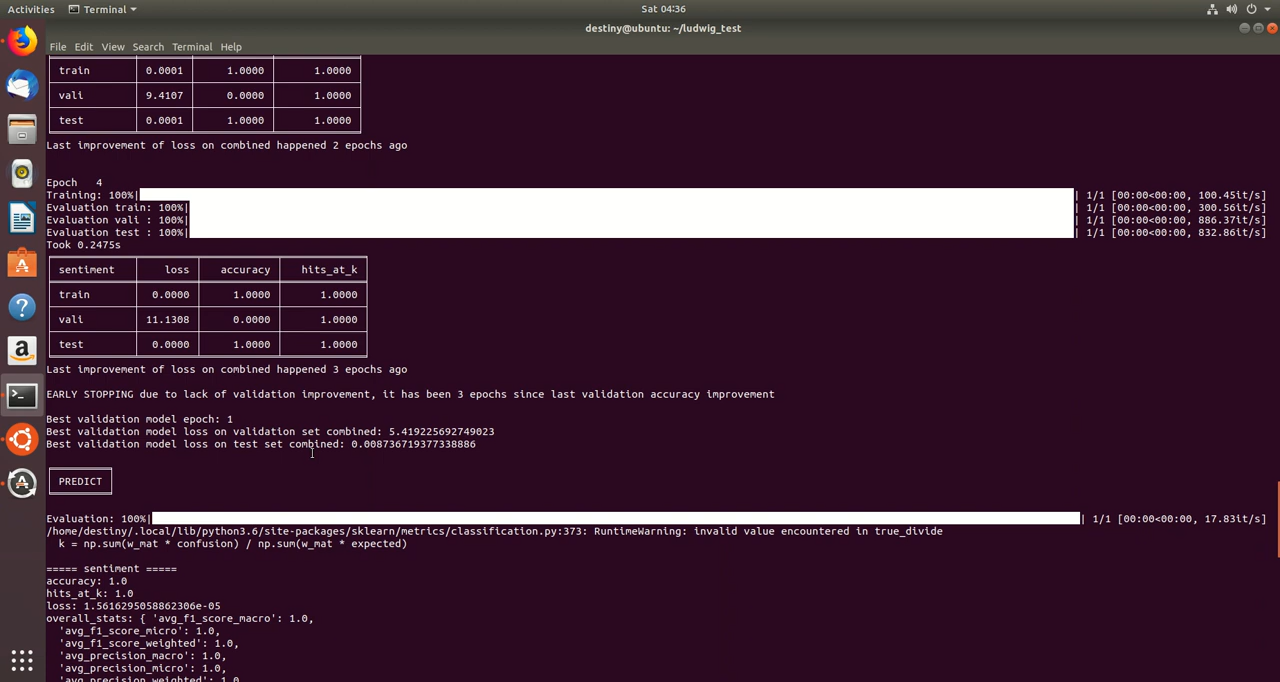 Activities Terminal Sat 04:36
destiny@ubuntu: ~/ludwig_test
File Edit View Search Terminal Help
train 0.0001 1.0000 1.0000
vali 9.4107 0.0000 1.0000
test 0.0001 1.0000 1.0000
Last improvement of loss on combined happened 2 epochs ago
Epoch 4
Training: 100%| | 1/1 [00:00<00:00, 100.45it/s]
Evaluation train: 100%| | 1/1 [00:00<00:00, 300.56it/s]
Evaluation vali : 100%| | 1/1 [00:00<00:00, 886.37it/s]
Evaluation test : 100%| | 1/1 [00:00<00:00, 832.86it/s]
Took 0.2475s
sentiment loss accuracy hits_at_k
train 0.0000 1.0000 1.0000
vali 11.1308 0.0000 1.0000
test 0.0000 1.0000 1.0000
Last improvement of loss on combined happened 3 epochs ago
EARLY STOPPING due to lack of validation improvement, it has been 3 epochs since last validation accuracy improvement
Best validation model epoch: 1
Best validation model loss on validation set combined: 5.419225692749023
Best validation model loss on test set combined: 0.008736719377338886
PREDICT
Evaluation: 100%| | 1/1 [00:00<00:00, 17.83it/s]
/home/destiny/.local/lib/python3.6/site-packages/sklearn/metrics/classification.py:373: RuntimeWarning: invalid value encountered in true_divide
k = np.sum(w_mat * confusion) / np.sum(w_mat * expected)
===== sentiment =====
accuracy: 1.0
hits_at_k: 1.0
loss: 1.5616295058862306e-05
overall_stats: { 'avg_f1_score_macro': 1.0,
'avg_f1_score_micro': 1.0,
'avg_f1_score_weighted': 1.0,
'avg_precision_macro': 1.0,
'avg_precision_micro': 1.0,
'avg_precision_weighted': 1.0